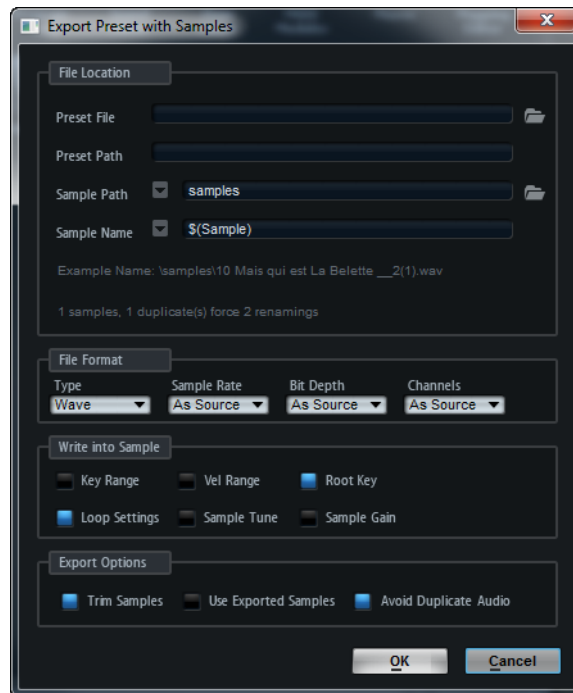 Export Preset with Samples
File Location
Preset File
Preset Path
Sample Path samples
Sample Name $(Sample)
Example Name: \samples\10 Mais qui est La Belette __2(1).wav
1 samples, 1 duplicate(s) force 2 renamings
File Format
Type Sample Rate Bit Depth Channels
Wave As Source As Source As Source
Write into Sample
Key Range Vel Range Root Key
Loop Settings Sample Tune Sample Gain
Export Options
Trim Samples Use Exported Samples Avoid Duplicate Audio
OK Cancel